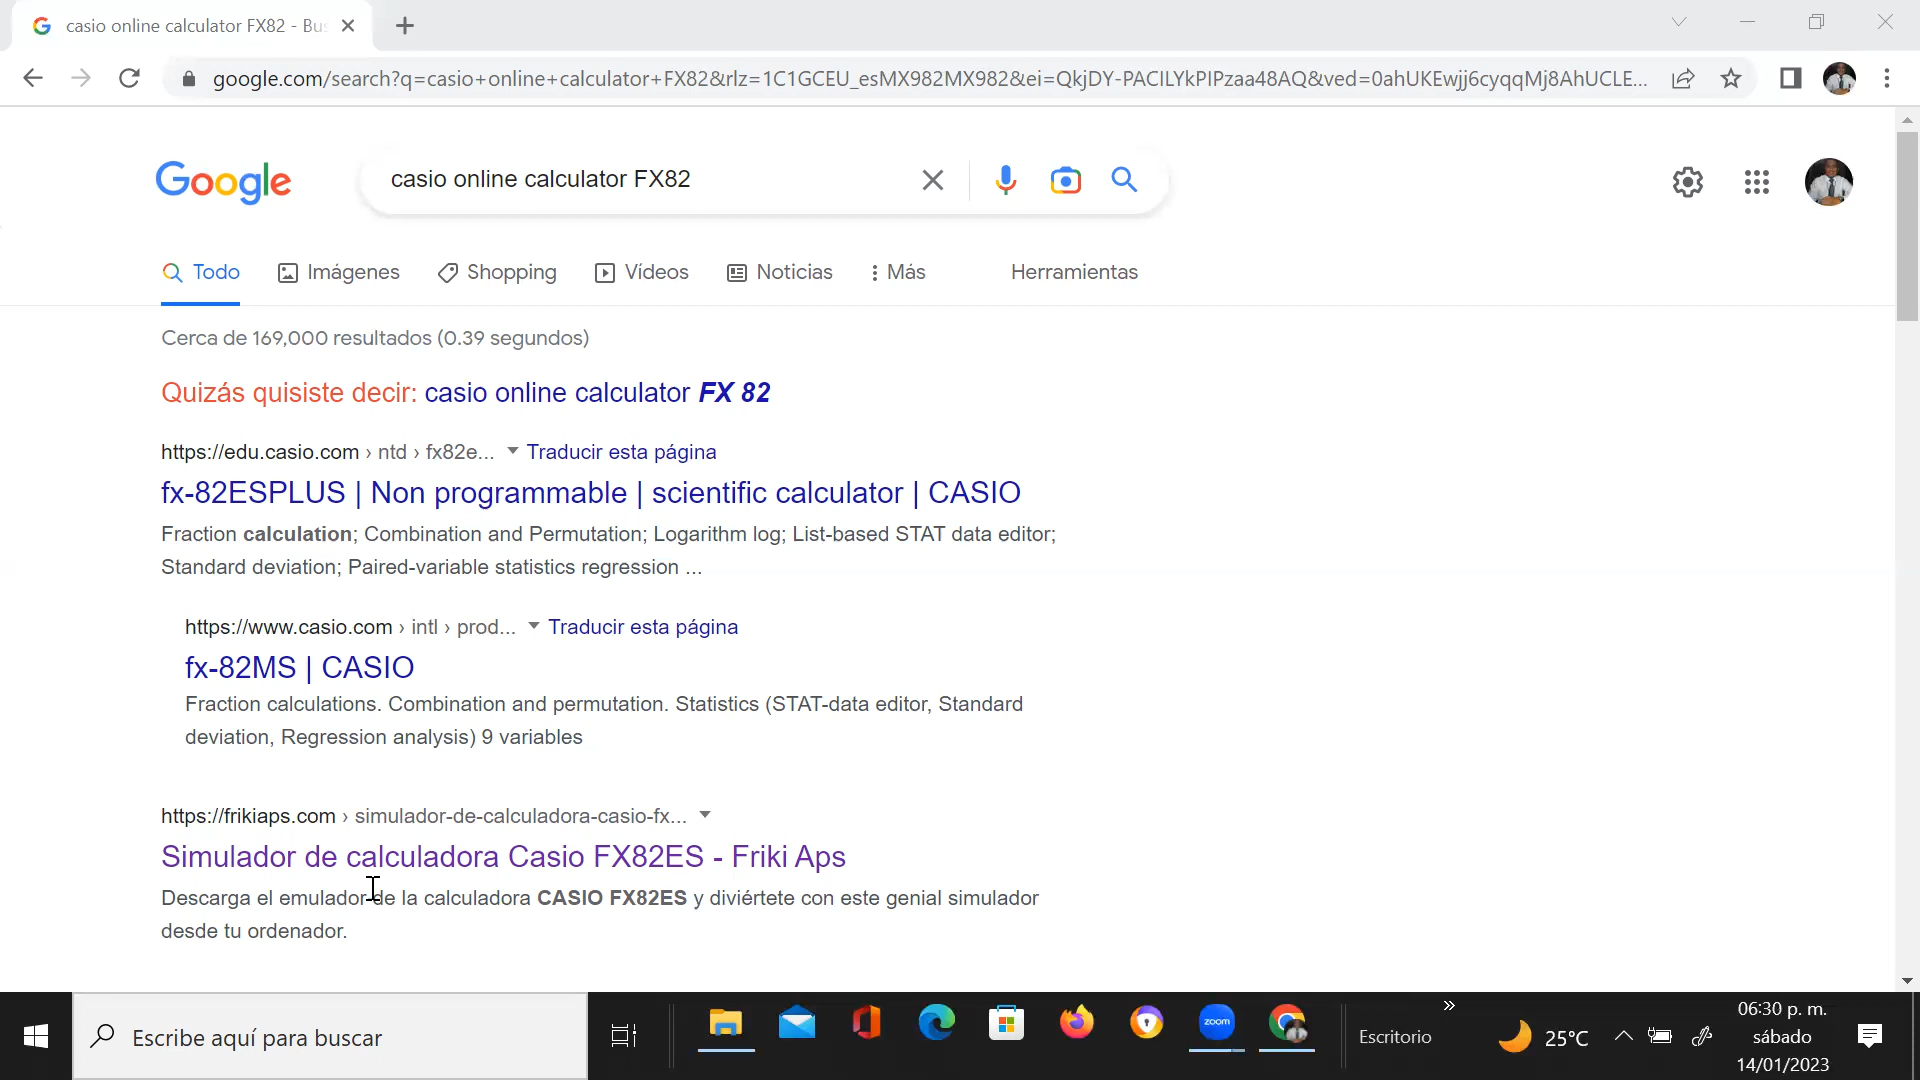 casio online calculator FX82 - Bus
google.com/search?q=casio+online+calculator+FX82&rlz=1C1GCEU_esMX982MX982&ei=QkjDY-PACILYkPIPzaa48AQ&ved=0ahUKEwjj6cyqqMj8AhUCLE...
Google
casio online calculator FX82
Todo Imágenes Shopping Vídeos Noticias Más Herramientas
Cerca de 169,000 resultados (0.39 segundos)
Quizás quisiste decir: casio online calculator FX 82
https://edu.casio.com › ntd › fx82e... Traducir esta página
fx-82ESPLUS | Non programmable | scientific calculator | CASIO
Fraction calculation; Combination and Permutation; Logarithm log; List-based STAT data editor;
Standard deviation; Paired-variable statistics regression ...
https://www.casio.com › intl › prod... Traducir esta página
fx-82MS | CASIO
Fraction calculations. Combination and permutation. Statistics (STAT-data editor, Standard
deviation, Regression analysis) 9 variables
https://frikiaps.com › simulador-de-calculadora-casio-fx...
Simulador de calculadora Casio FX82ES - Friki Aps
Descarga el emulador de la calculadora CASIO FX82ES y diviértete con este genial simulador
desde tu ordenador.
Escribe aquí para buscar
zoom
Escritorio
25°C
06:30 p. m.
sábado
14/01/2023